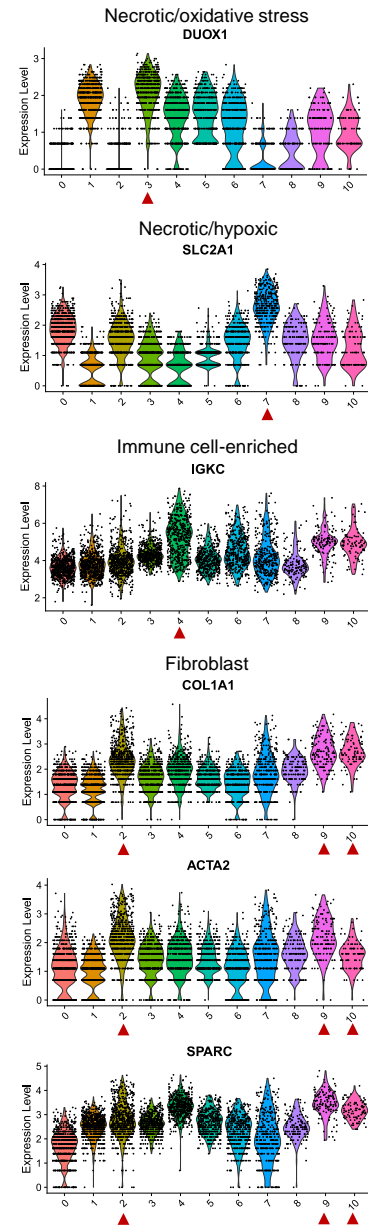 Necrotic/oxidative stress
DUOX1
Expression Level
3
2
1
0
0 1 2 3 4 5 6 7 8 9 10
Necrotic/hypoxic
SLC2A1
Expression Level
4
3
2
1
0
0 1 2 3 4 5 6 7 8 9 10
Immune cell-enriched
IGKC
Expression Level
8
6
4
2
0 1 2 3 4 5 6 7 8 9 10
Fibroblast
COL1A1
Expression Level
4
3
2
1
0
0 1 2 3 4 5 6 7 8 9 10
ACTA2
Expression Level
4
3
2
1
0
0 1 2 3 4 5 6 7 8 9 10
SPARC
Expression Level
5
4
3
2
1
0
0 1 2 3 4 5 6 7 8 9 10